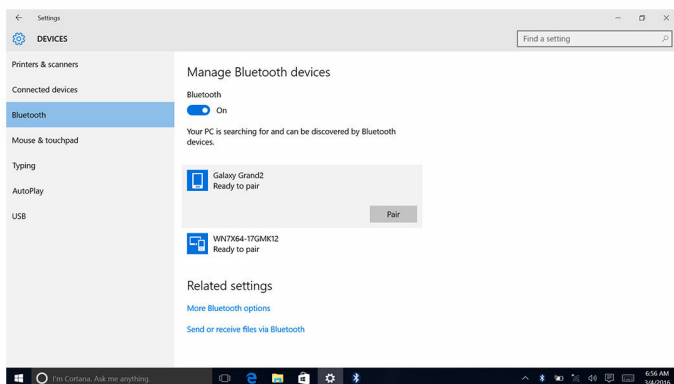 Settings
DEVICES
Find a setting
Printers & scanners
Connected devices
Bluetooth
Mouse & touchpad
Typing
AutoPlay
USB
Manage Bluetooth devices
Bluetooth
On
Your PC is searching for and can be discovered by Bluetooth
devices.
Galaxy Grand2
Ready to pair
Pair
WN7X64-17GMK12
Ready to pair
Related settings
More Bluetooth options
Send or receive files via Bluetooth
I'm Cortana. Ask me anything.
6:56 AM
3/4/2016